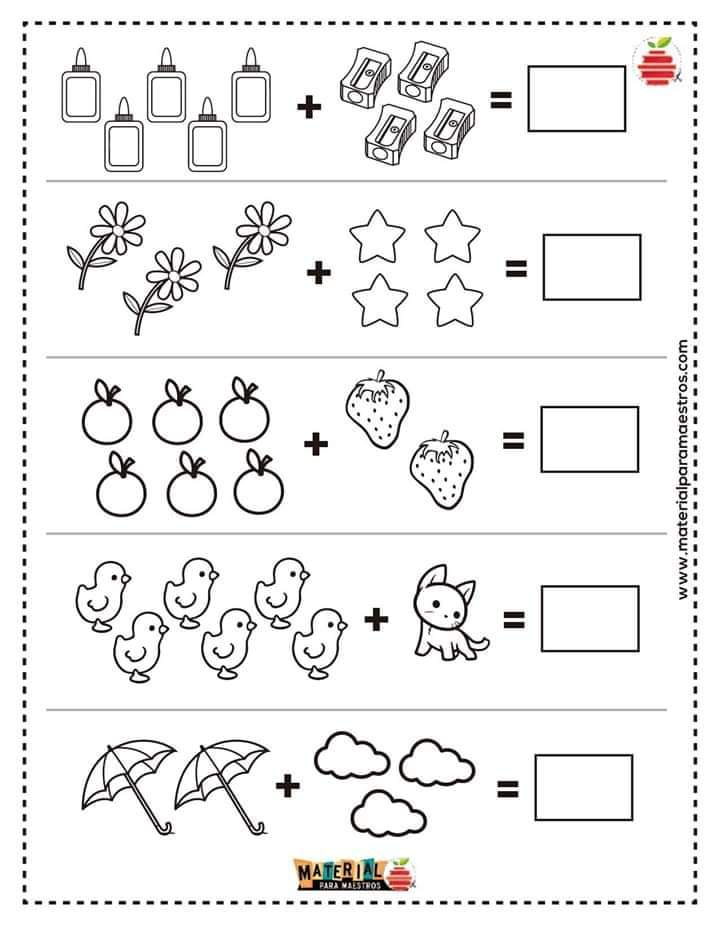 + =
+ =
+ =
+ =
+ =
www.materialparamaestros.com
MATERIAL
PARA MAESTROS